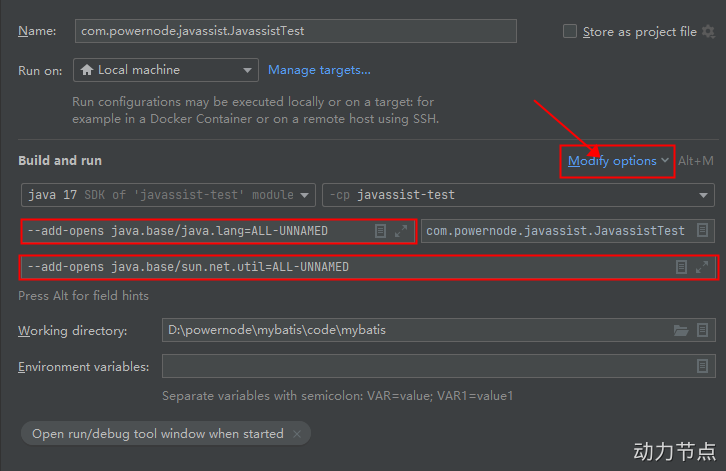 Name: com.powernode.javassist.JavassistTest Store as project file
Run on: Local machine Manage targets...
Run configurations may be executed locally or on a target: for
example in a Docker Container or on a remote host using SSH.
Build and run Modify options Alt+M
java 17 SDK of 'javassist-test' module -cp javassist-test
--add-opens java.base/java.lang=ALL-UNNAMED com.powernode.javassist.JavassistTest
--add-opens java.base/sun.net.util=ALL-UNNAMED
Press Alt for field hints
Working directory: D:\powernode\mybatis\code\mybatis
Environment variables:
Separate variables with semicolon: VAR=value; VAR1=value1
Open run/debug tool window when started ×
动力节点